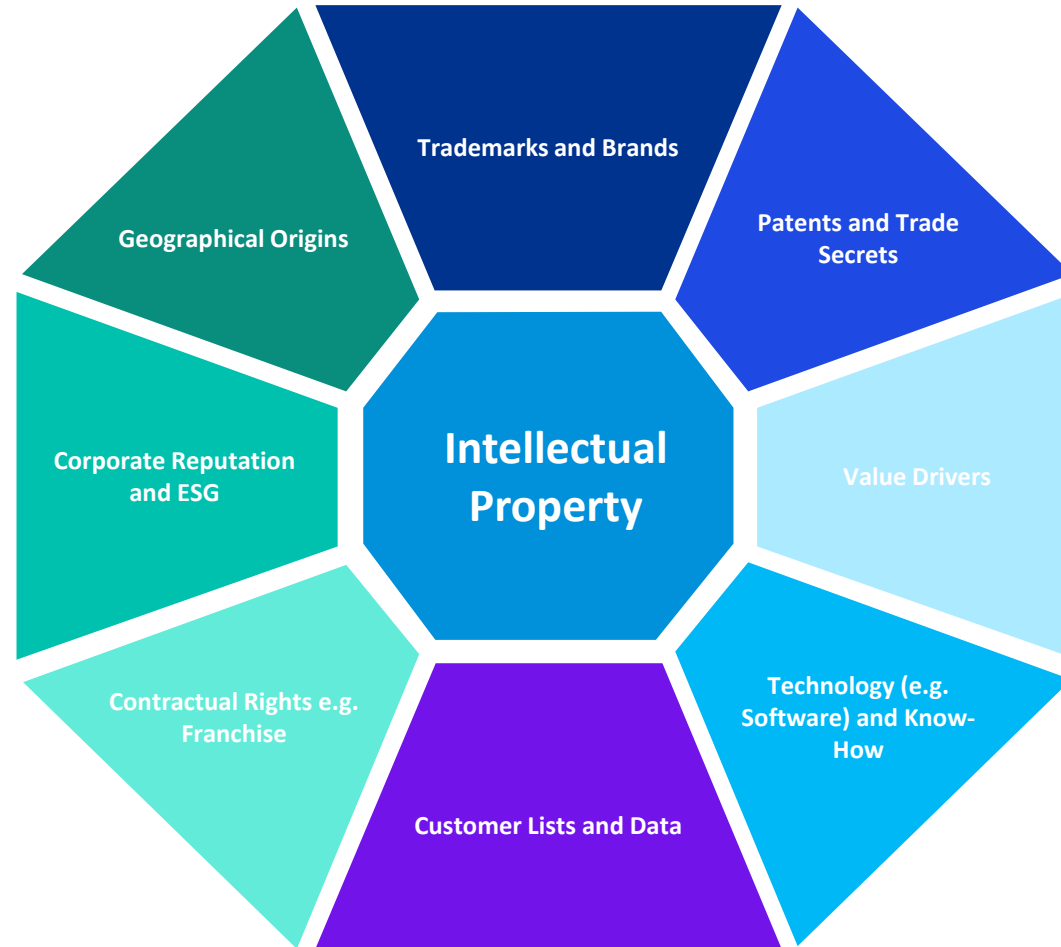 Trademarks and Brands
Patents and Trade
Secrets
Geographical Origins
Intellectual
Property
Corporate Reputation
and ESG
Value Drivers
Contractual Rights e.g.
Franchise
Technology (e.g.
Software) and Know-
How
Customer Lists and Data